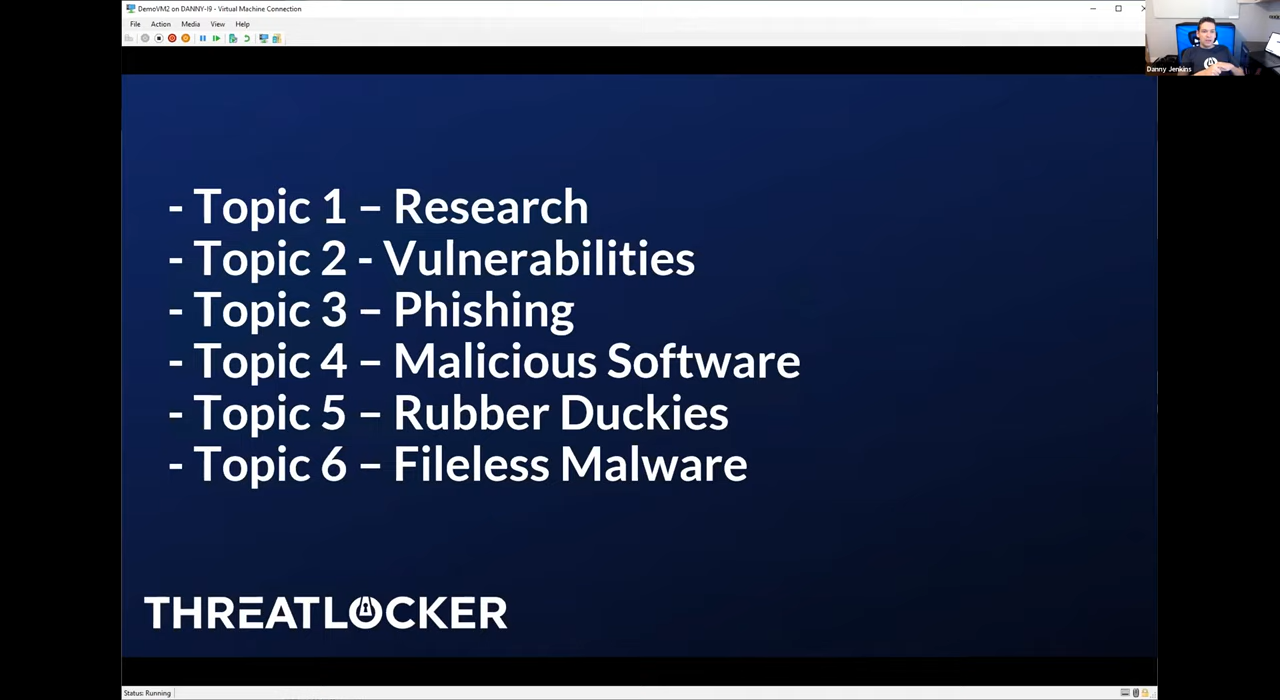 DemoVM2 on DANNY-I9 - Virtual Machine Connection
File Action Media View Help
Danny Jenkins
- Topic 1 – Research
- Topic 2 - Vulnerabilities
- Topic 3 – Phishing
- Topic 4 – Malicious Software
- Topic 5 – Rubber Duckies
- Topic 6 – Fileless Malware
THREATLOCKER
Status: Running